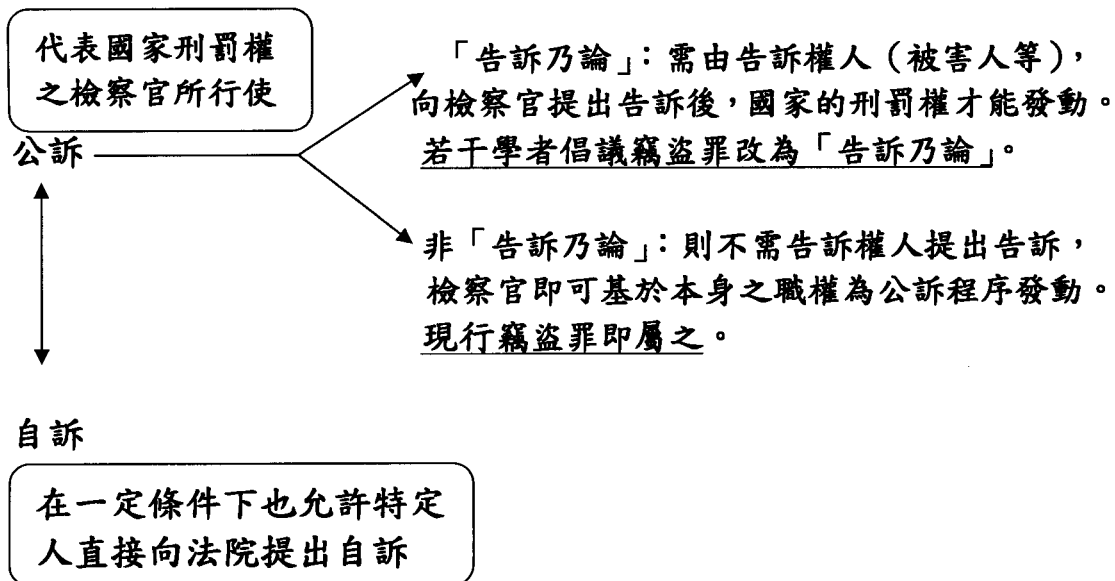 代表國家刑罰權
之檢察官所行使
公訴
「告訴乃論」：需由告訴權人（被害人等），
向檢察官提出告訴後，國家的刑罰權才能發動。
若干學者倡議竊盜罪改為「告訴乃論」。
非「告訴乃論」：則不需告訴權人提出告訴，
檢察官即可基於本身之職權為公訴程序發動。
現行竊盜罪即屬之。
自訴
在一定條件下也允許特定
人直接向法院提出自訴